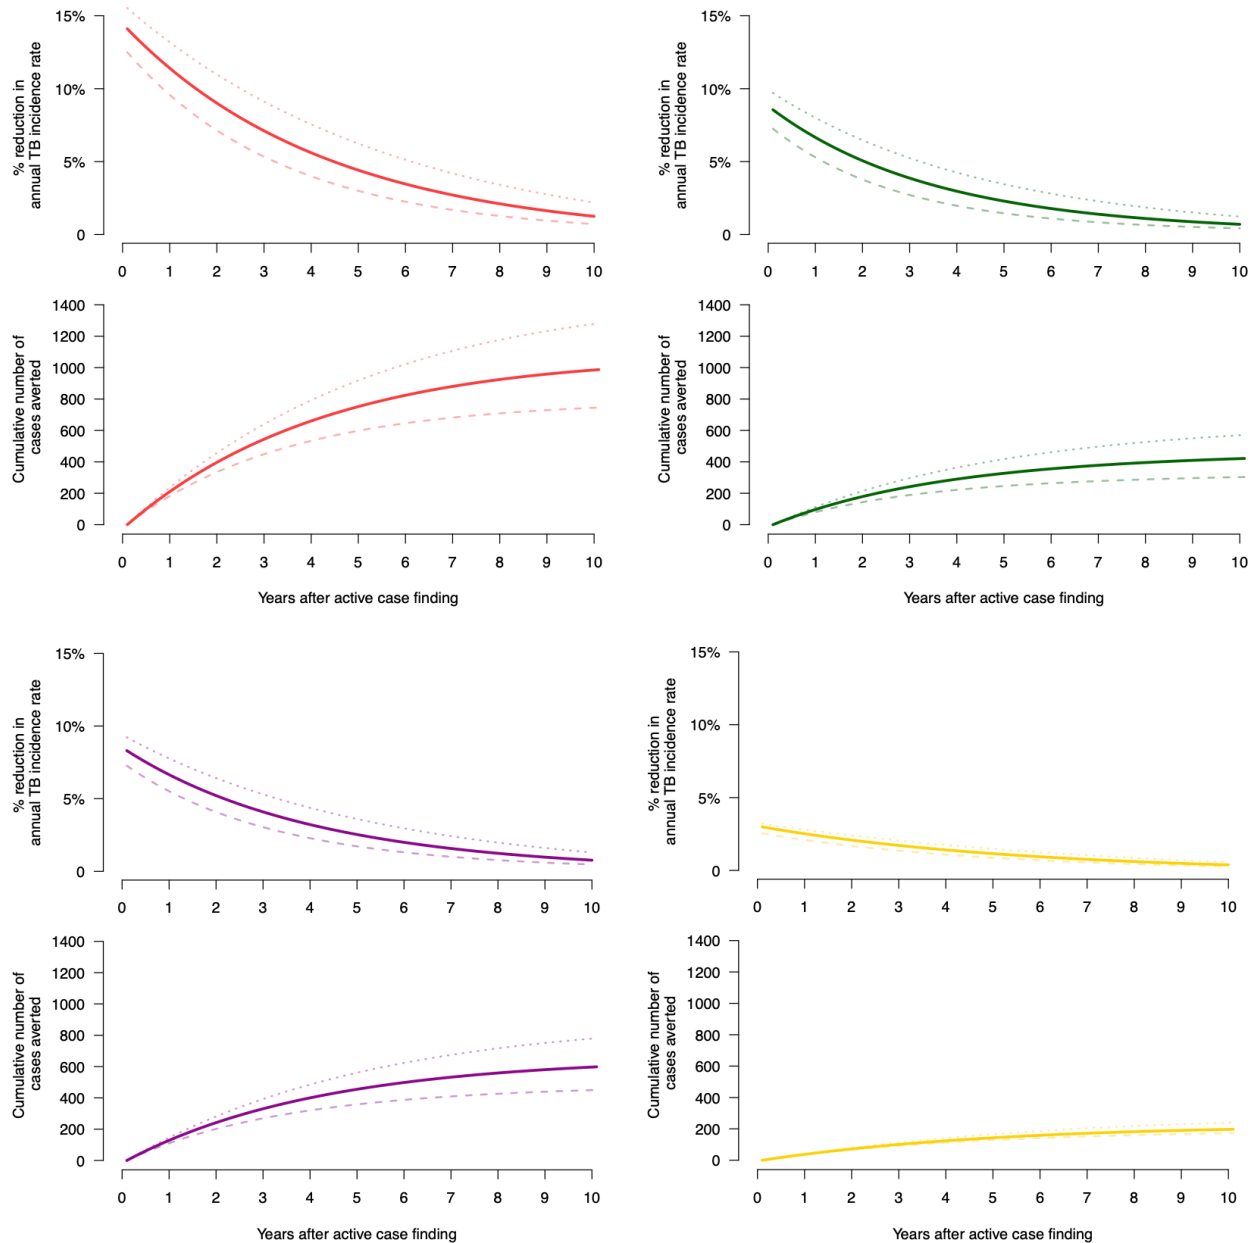 % reduction in
annual TB incidence rate
15%
10%
5%
0
0 1 2 3 4 5 6 7 8 9 10
% reduction in
annual TB incidence rate
15%
10%
5%
0
0 1 2 3 4 5 6 7 8 9 10
Cumulative number of
cases averted
1400
1200
1000
800
600
400
200
0
0 1 2 3 4 5 6 7 8 9 10
Years after active case finding
Cumulative number of
cases averted
1400
1200
1000
800
600
400
200
0
0 1 2 3 4 5 6 7 8 9 10
Years after active case finding
% reduction in
annual TB incidence rate
15%
10%
5%
0
0 1 2 3 4 5 6 7 8 9 10
% reduction in
annual TB incidence rate
15%
10%
5%
0
0 1 2 3 4 5 6 7 8 9 10
Cumulative number of
cases averted
1400
1200
1000
800
600
400
200
0
0 1 2 3 4 5 6 7 8 9 10
Years after active case finding
Cumulative number of
cases averted
1400
1200
1000
800
600
400
200
0
0 1 2 3 4 5 6 7 8 9 10
Years after active case finding